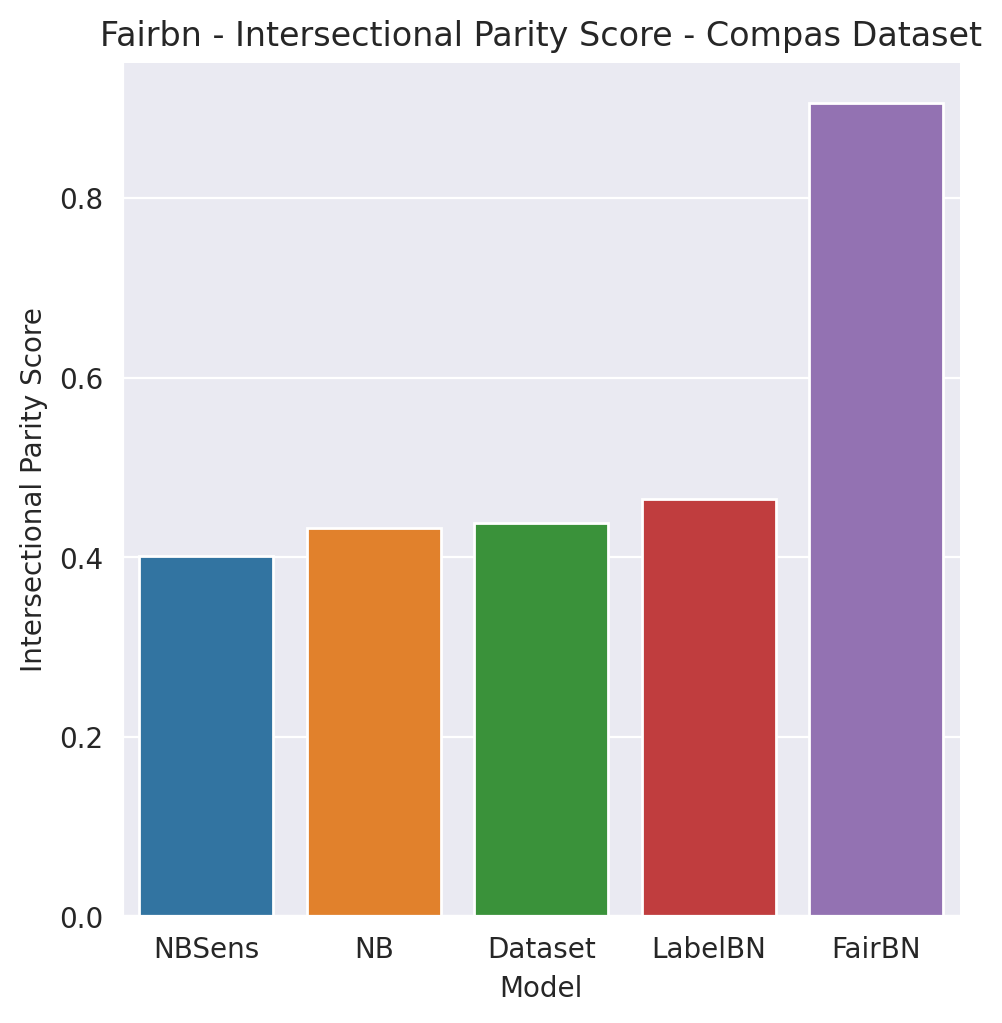 Fairbn - Intersectional Parity Score - Compas Dataset
Intersectional Parity Score
0.8
0.6
0.4
0.2
0.0
NBSens NB Dataset LabelBN FairBN
Model